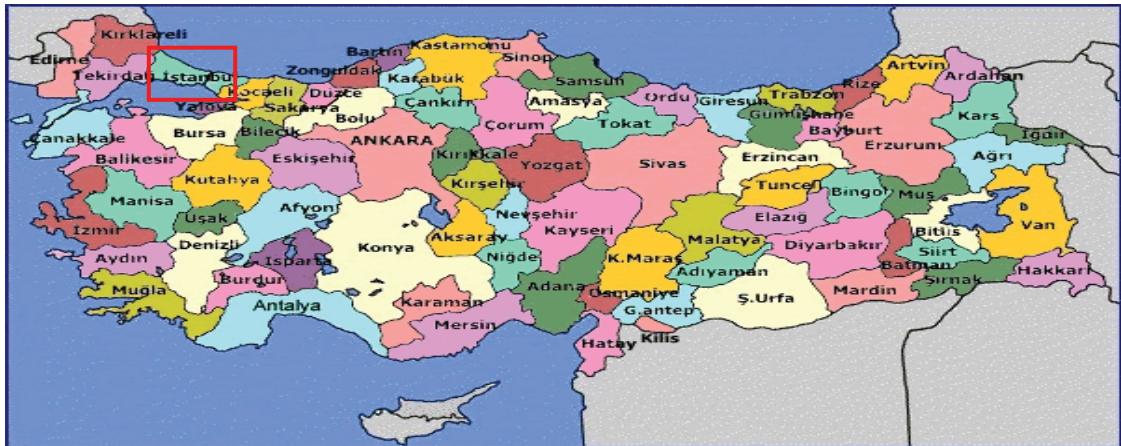 Kırklareli
Edirne
Tekirdağ
İstanbul
Kocaeli
Yalova
Sakarya
Düzce
Zonguldak
Bartın
Karabük
Kastamonu
Sinop
Samsun
Çankırı
Bolu
Amasya
Ordu
Giresun
Trabzon
Rize
Artvin
Ardahan
Kars
Iğdır
Gümüşhane
Bayburt
Erzurum
Ağrı
Çanakkale
Bursa
Bilecik
ANKARA
Çorum
Tokat
Balıkesir
Eskişehir
Kırıkkale
Yozgat
Sivas
Erzincan
Kutahya
Kırşehir
Tuncel
Bingöl
Muş
Manisa
Uşak
Afyon
Nevşehir
Kayseri
Malatya
Elazığ
Bitlis
Van
İzmir
Denizli
Konya
Aksaray
Niğde
K.Maraş
Diyarbakır
Siirt
Aydın
Isparta
Burdur
Adıyaman
Batman
Şırnak
Hakkari
Muğla
Antalya
Karaman
Adana
Osmaniye
Ş.Urfa
Mardin
G.antep
Mersin
Hatay
Kilis